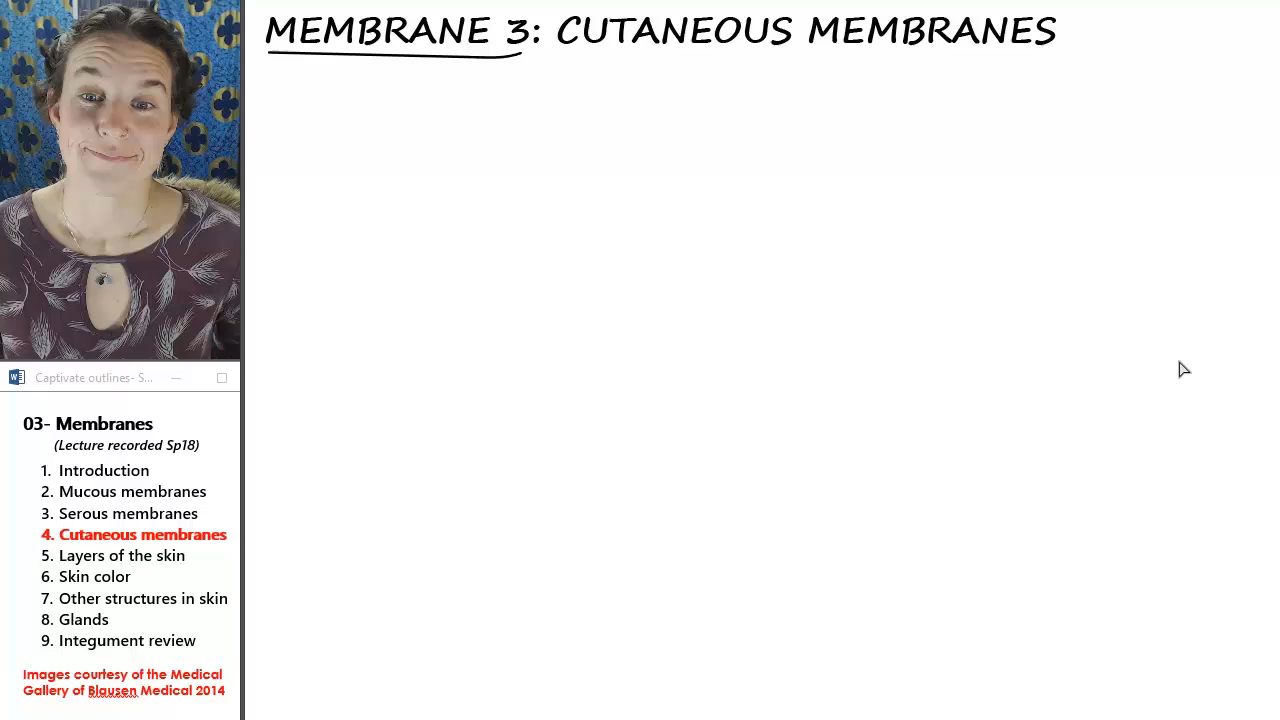 MEMBRANE 3: CUTANEOUS MEMBRANES
Captivate outlines- S...
03- Membranes
(Lecture recorded Sp18)
1. Introduction
2. Mucous membranes
3. Serous membranes
4. Cutaneous membranes
5. Layers of the skin
6. Skin color
7. Other structures in skin
8. Glands
9. Integument review
Images courtesy of the Medical
Gallery of Blausen Medical 2014